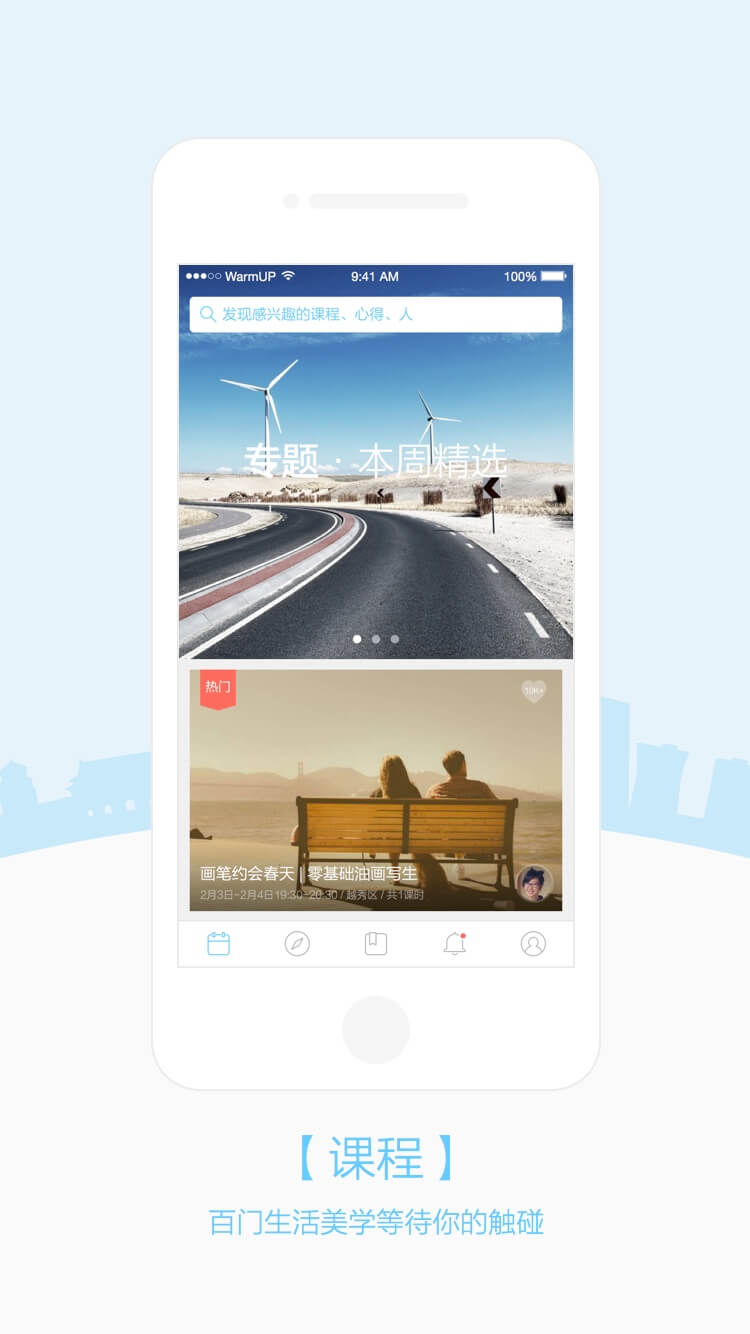 WarmUP 9:41 AM 100%
发现感兴趣的课程、心得、人
专题 · 本周精选
热门
10K+
画笔约会春天 | 零基础油画写生
2月3日-2月4日 19:30-20:30 / 越秀区 / 共1课时
【 课程 】
百门生活美学等待你的触碰